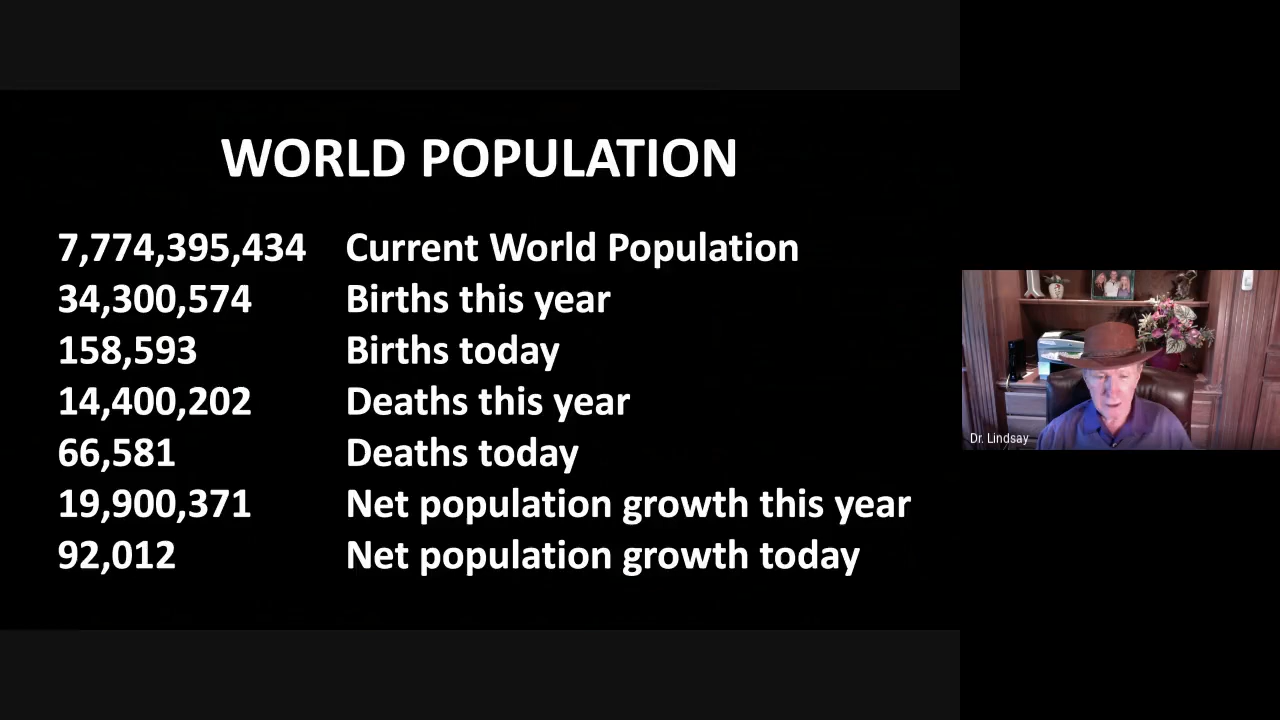 WORLD POPULATION
7,774,395,434 Current World Population
34,300,574 Births this year
158,593 Births today
14,400,202 Deaths this year
66,581 Deaths today
19,900,371 Net population growth this year
92,012 Net population growth today
Dr. Lindsay